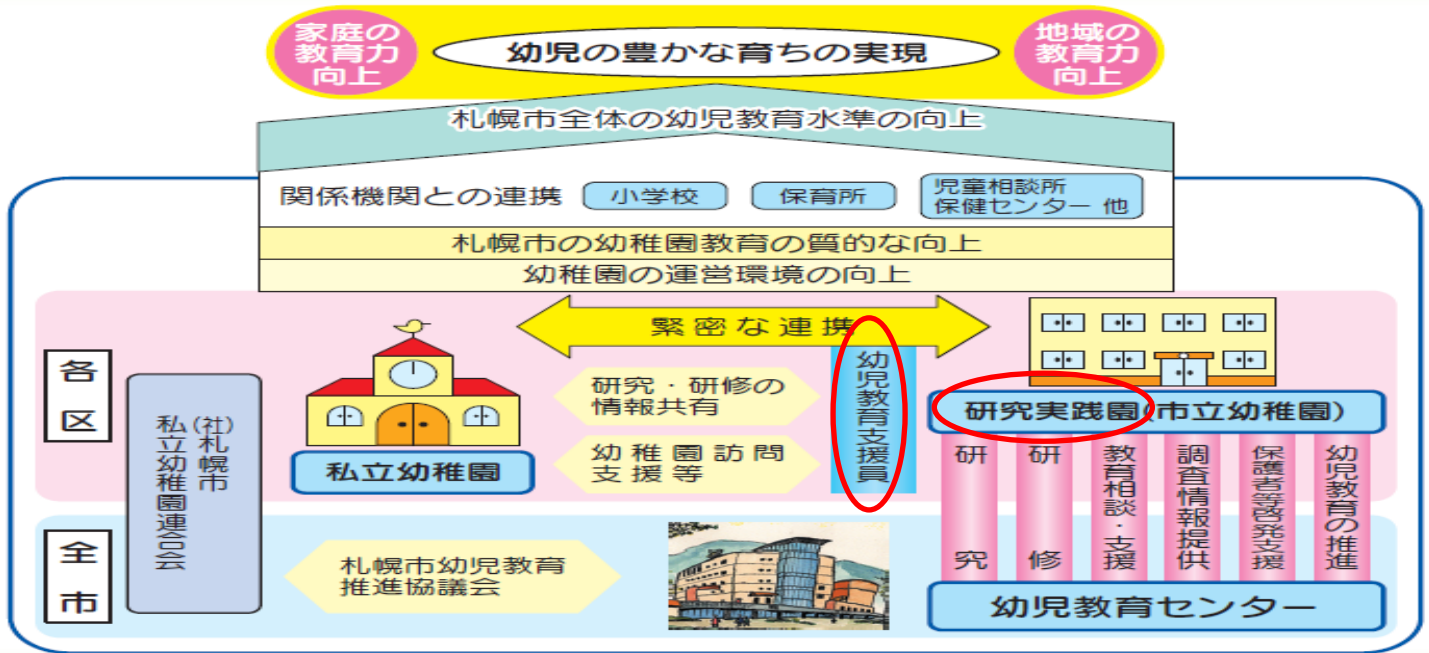 家庭の
教育力
向上
幼児の豊かな育ちの実現
地域の
教育力
向上
札幌市全体の幼児教育水準の向上
関係機関との連携
小学校
保育所
児童相談所
保健センター 他
札幌市の幼稚園教育の質的な向上
幼稚園の運営環境の向上
各区
緊密な連携
(社)札幌市
私立幼稚園連合会
私立幼稚園
研究・研修の
情報共有
幼稚園訪問
支援等
幼児教育支援員
研究実践園(市立幼稚園)
研究
研修
教育相談・支援
調査情報提供
保護者等啓発支援
幼児教育の推進
全市
札幌市幼児教育
推進協議会
幼児教育センター